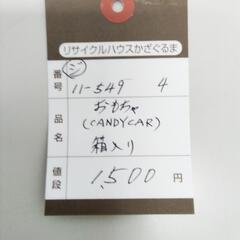 リサイクルハウスかざぐるま
番号 ジ 11-549 4
品名 おもちゃ
(CANDYCAR)
箱入り
値段 1,500 円